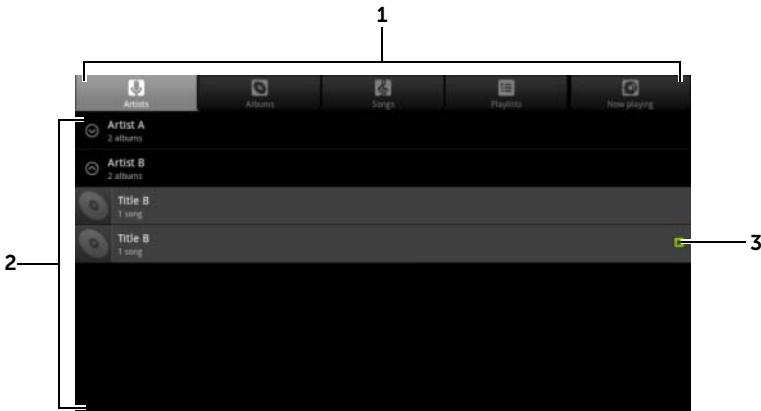 1
Artists Albums Songs Playlists Now playing
Artist A
2 albums
Artist B
2 albums
Title B
1 song
Title B
1 song
2
3